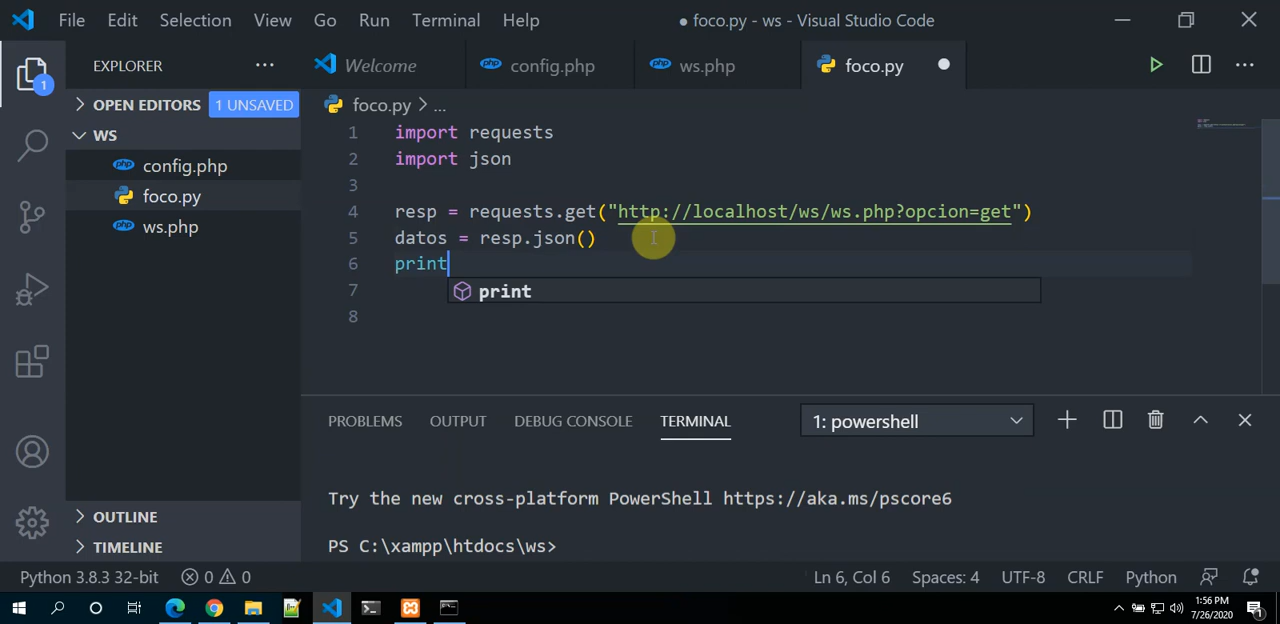 File Edit Selection View Go Run Terminal Help ● foco.py - ws - Visual Studio Code
EXPLORER ···
Welcome config.php ws.php foco.py ● ···
OPEN EDITORS 1 UNSAVED
foco.py > ...
WS
config.php
foco.py
ws.php
1 import requests
2 import json
3
4 resp = requests.get("http://localhost/ws/ws.php?opcion=get")
5 datos = resp.json()
6 print
7 print
8
1
PROBLEMS OUTPUT DEBUG CONSOLE TERMINAL 1: powershell
Try the new cross-platform PowerShell https://aka.ms/pscore6
PS C:\xampp\htdocs\ws>
OUTLINE
TIMELINE
Python 3.8.3 32-bit 0 0 Ln 6, Col 6 Spaces: 4 UTF-8 CRLF Python
1:56 PM
7/26/2020
1